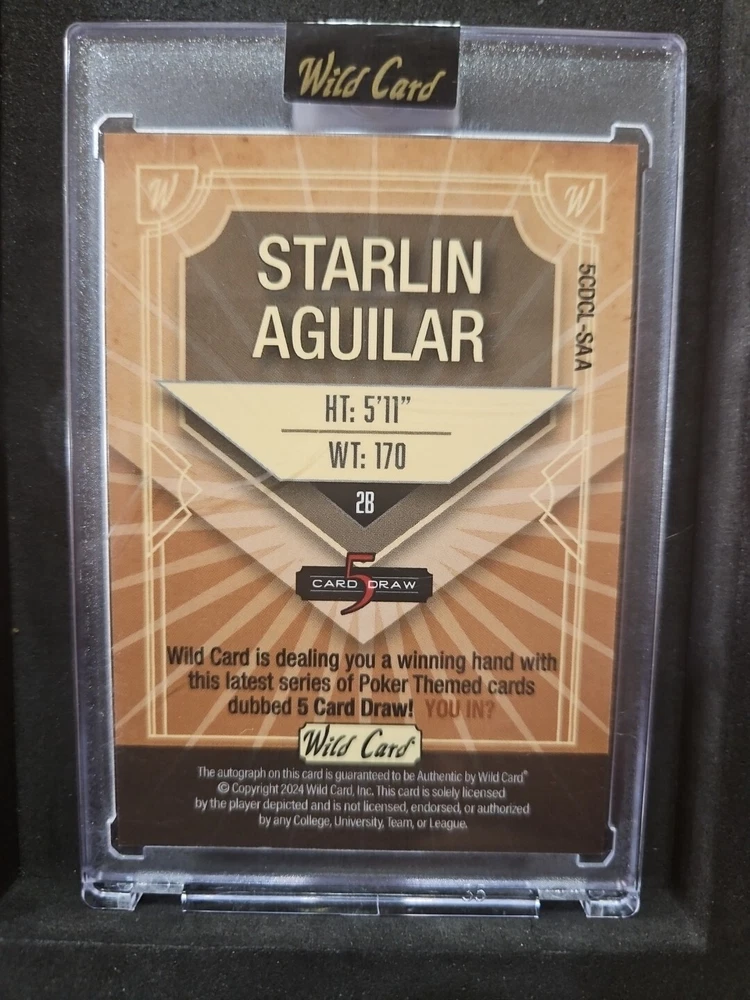 Wild Card
W W
STARLIN
AGUILAR
5CDCL-SAA
HT: 5'11"
WT: 170
2B
5
CARD DRAW
Wild Card is dealing you a winning hand with
this latest series of Poker Themed cards
dubbed 5 Card Draw! YOU IN?
Wild Card
The autograph on this card is guaranteed to be Authentic by Wild Card®
© Copyright 2024 Wild Card, Inc. This card is solely licensed
by the player depicted and is not licensed, endorsed, or authorized
by any College, University, Team, or League.